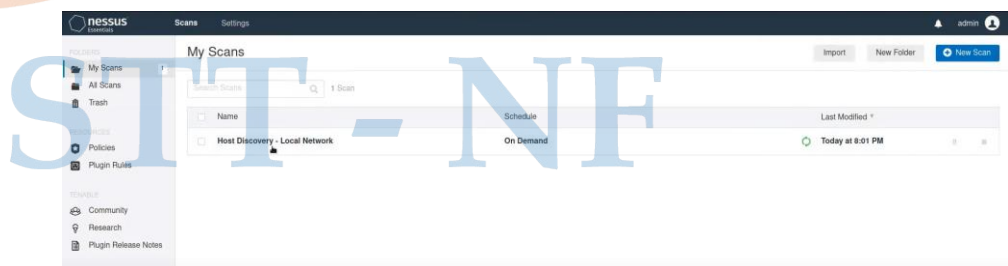 nessus
Essentials
Scans
Settings
admin
FOLDERS
My Scans
1
All Scans
Trash
RESOURCES
Policies
Plugin Rules
TENABLE
Community
Research
Plugin Release Notes
My Scans
Import
New Folder
New Scan
Search Scans
1 Scan
Name
Schedule
Last Modified
Host Discovery - Local Network
On Demand
Today at 8:01 PM
STT - NF